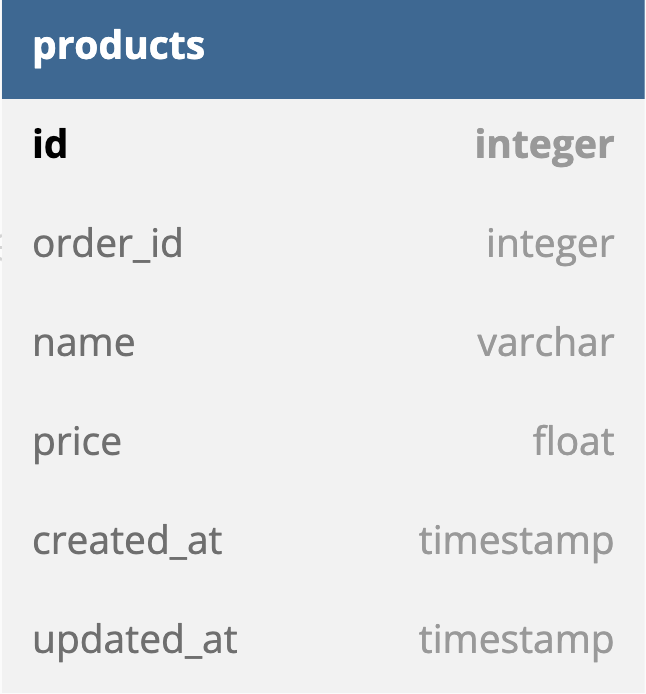 products
id integer
order_id integer
name varchar
price float
created_at timestamp
updated_at timestamp